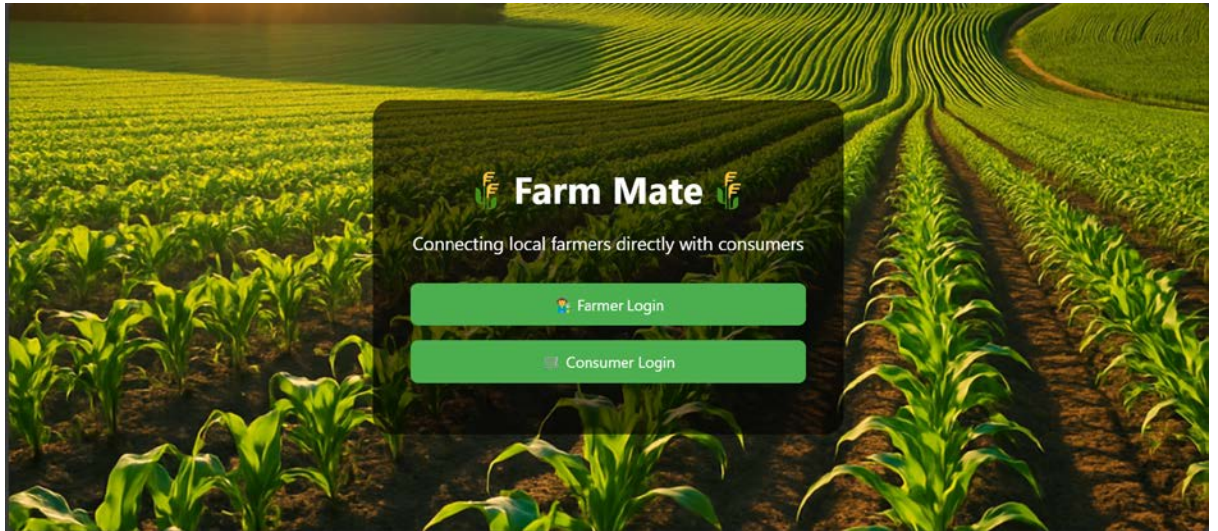 Farm Mate
Connecting local farmers directly with consumers
Farmer Login
Consumer Login